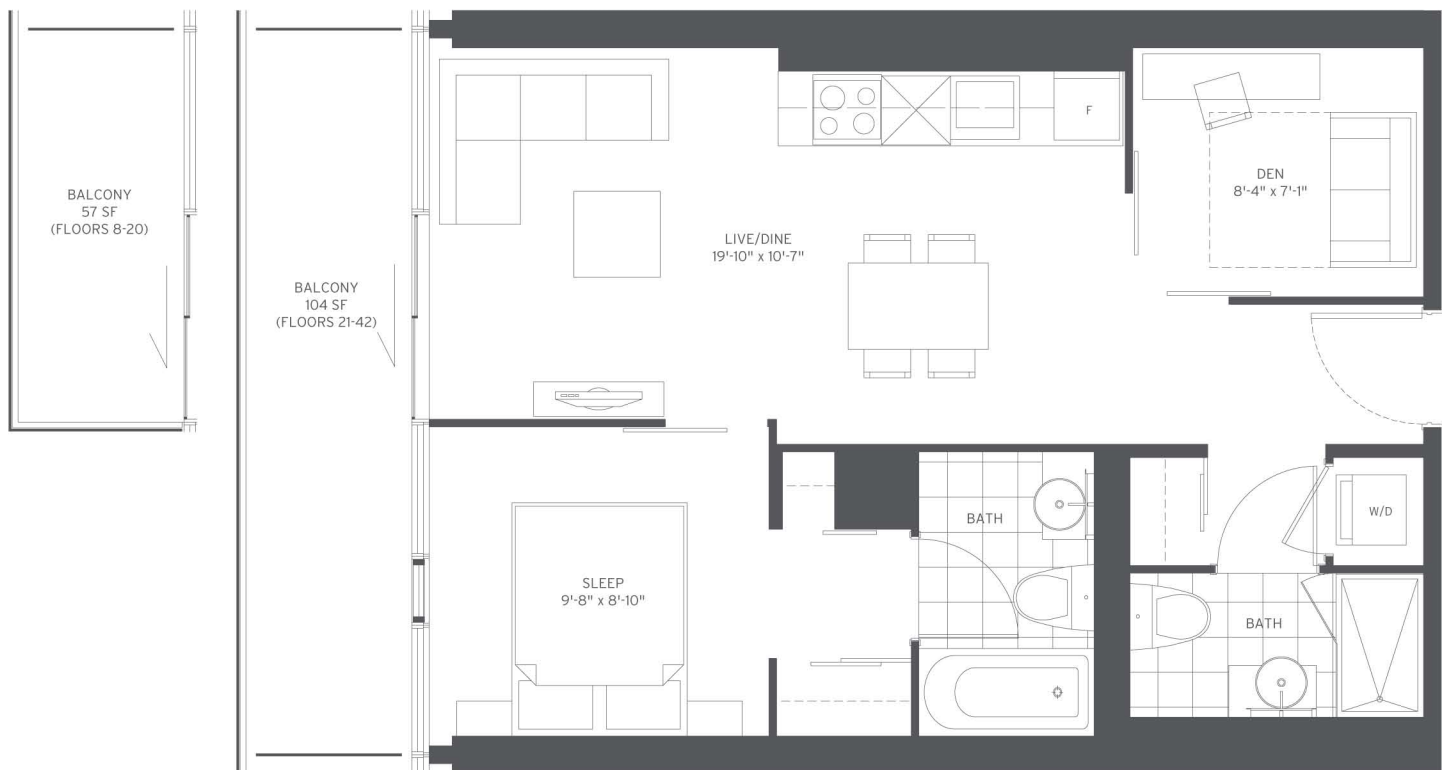 BALCONY
57 SF
(FLOORS 8-20)
BALCONY
104 SF
(FLOORS 21-42)
LIVE/DINE
19'-10" x 10'-7"
F
DEN
8'-4" x 7'-1"
SLEEP
9'-8" x 8'-10"
BATH
W/D
BATH